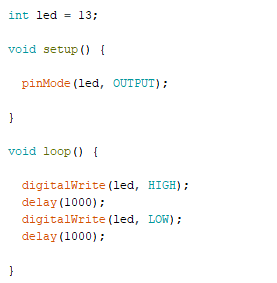 int led = 13;
void setup() {
pinMode(led, OUTPUT);
}
void loop() {
digitalWrite(led, HIGH);
delay(1000);
digitalWrite(led, LOW);
delay(1000);
}